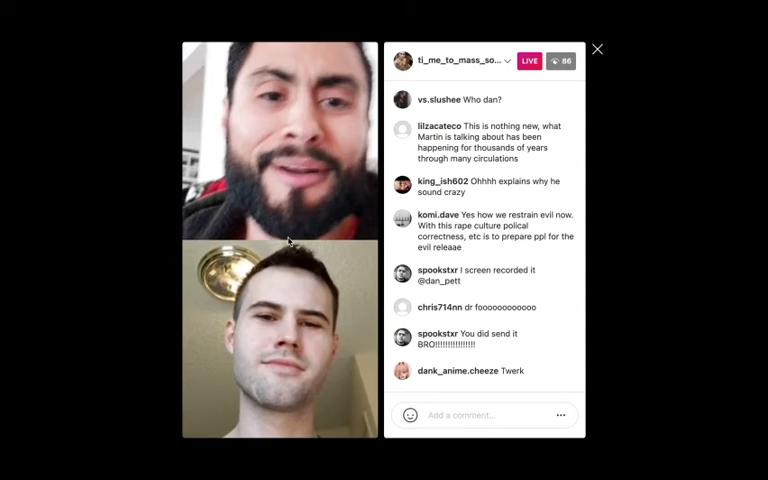 ti_me_to_mass_so...
LIVE
86
vs.slushee Who dan?
lilzacateco This is nothing new, what
Martin is talking about has been
happening for thousands of years
through many circulations
king_ish602 Ohhhh explains why he
sound crazy
komi.dave Yes how we restrain evil now.
With this rape culture polical
correctness, etc is to prepare ppl for the
evil releaae
spookstxr I screen recorded it
@dan_pett
chris714nn dr fooooooooooo
spookstxr You did send it
BRO!!!!!!!!!!!!!!!!
dank_anime.cheeze Twerk
Add a comment...